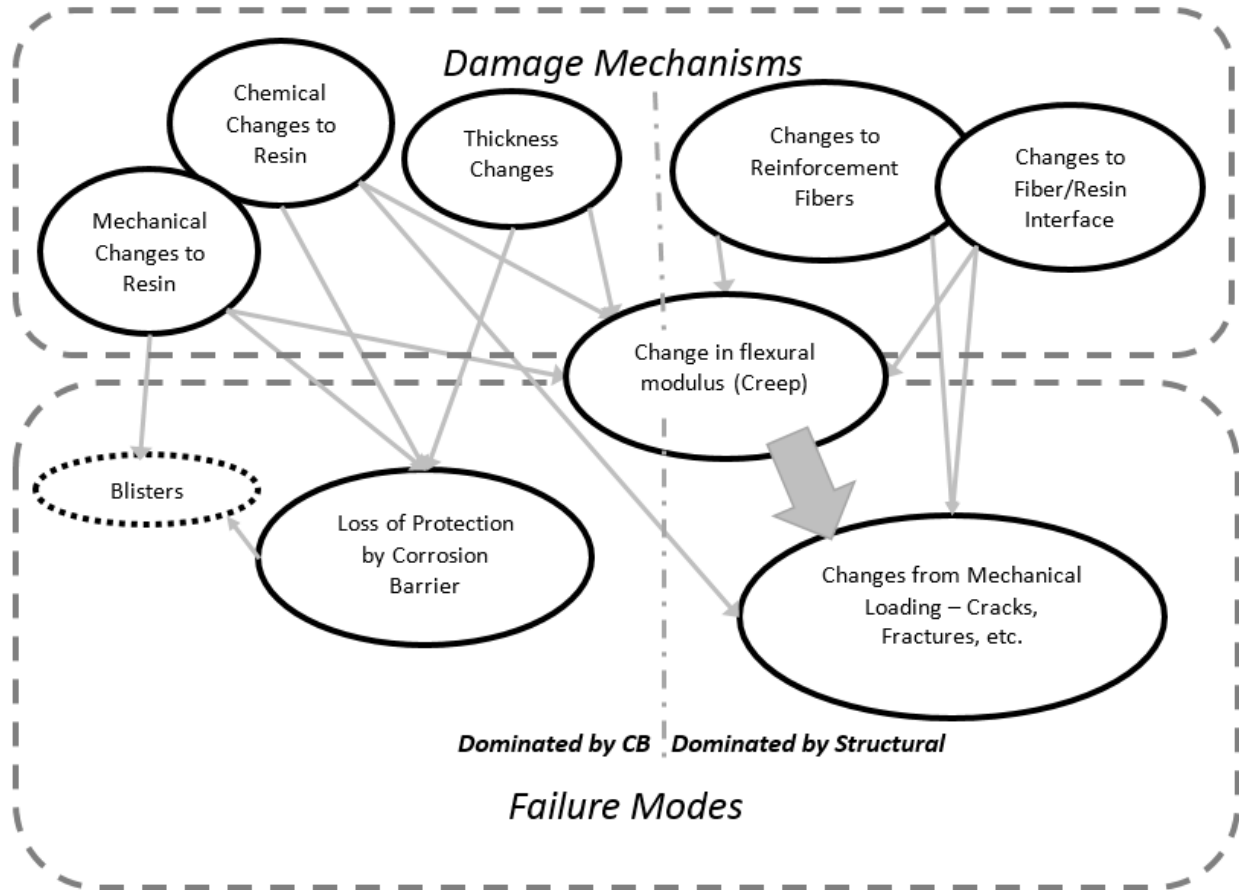 Damage Mechanisms
Chemical
Changes to
Resin
Thickness
Changes
Changes to
Reinforcement
Fibers
Changes to
Fiber/Resin
Interface
Mechanical
Changes to
Resin
Change in flexural
modulus (Creep)
Blisters
Loss of Protection
by Corrosion
Barrier
Changes from Mechanical
Loading – Cracks,
Fractures, etc.
Dominated by CB
Dominated by Structural
Failure Modes